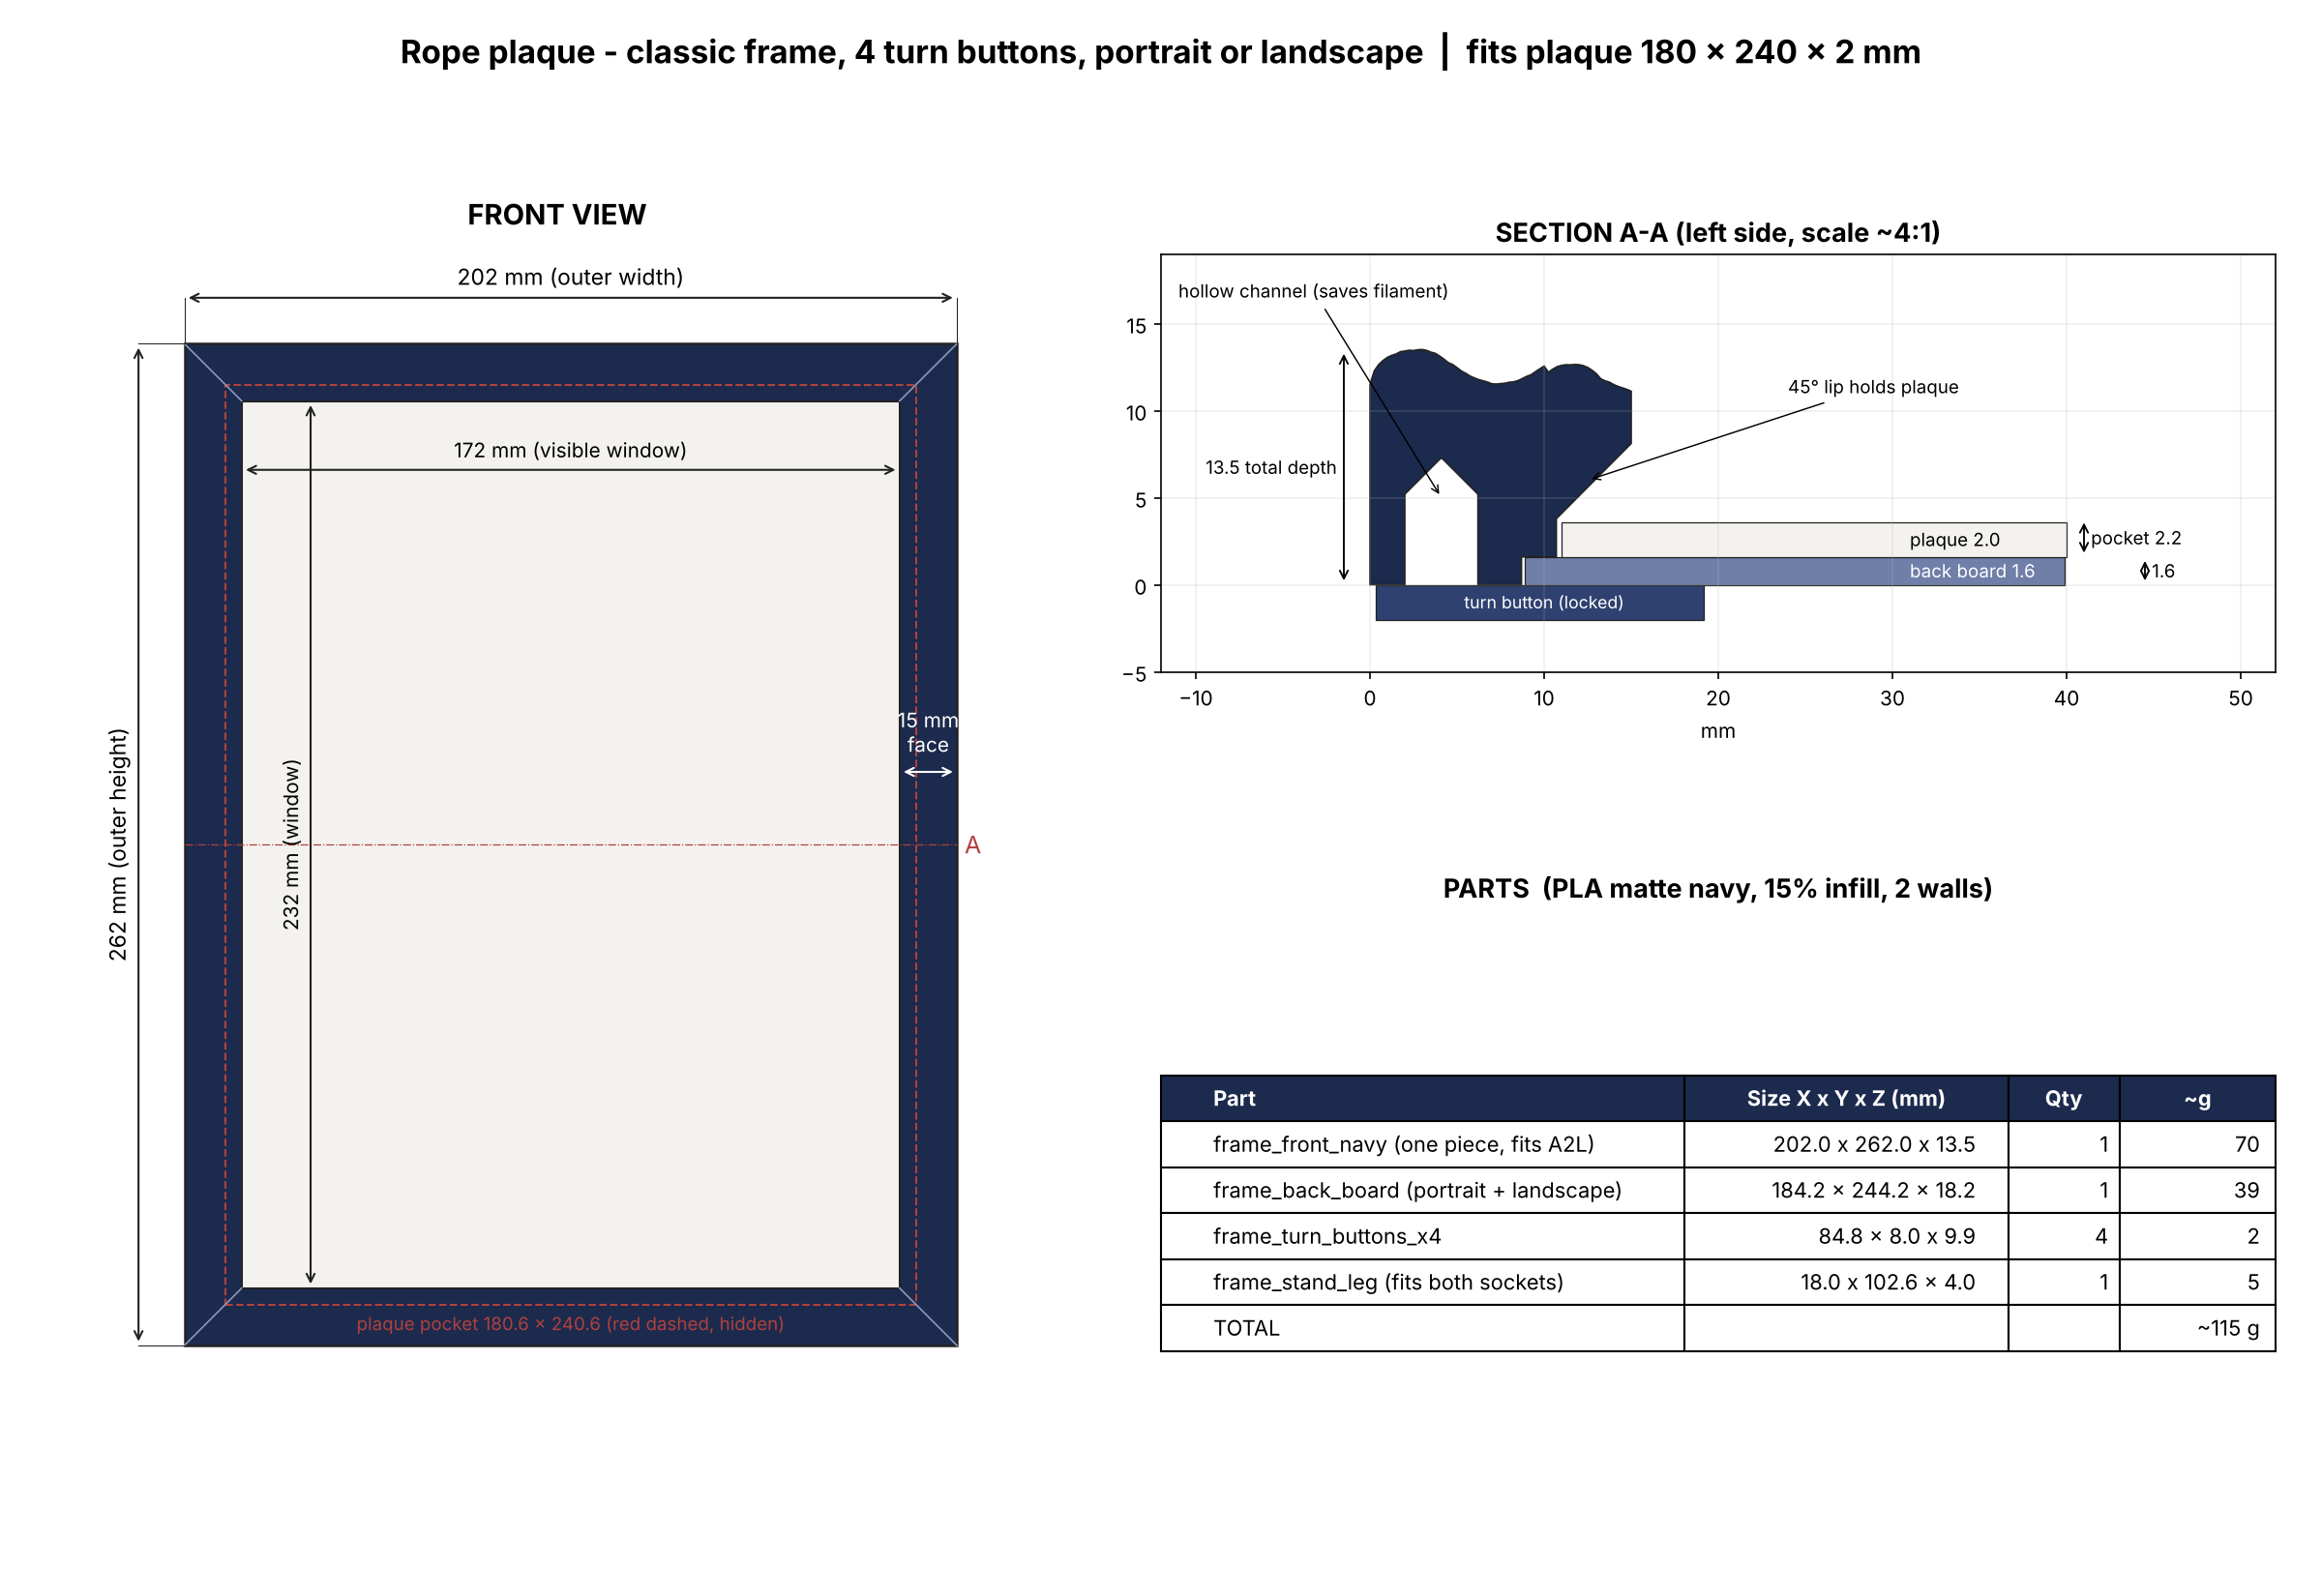 Rope plaque - classic frame, 4 turn buttons, portrait or landscape | fits plaque 180 × 240 × 2 mm
FRONT VIEW
202 mm (outer width)
172 mm (visible window)
15 mm
face
262 mm (outer height)
232 mm (window)
A
plaque pocket 180.6 × 240.6 (red dashed, hidden)
SECTION A-A (left side, scale ~4:1)
hollow channel (saves filament)
45° lip holds plaque
13.5 total depth
plaque 2.0
pocket 2.2
back board 1.6
1.6
turn button (locked)
15
10
5
0
−5
−10
0
10
20
30
40
50
mm
PARTS (PLA matte navy, 15% infill, 2 walls)
Part Size X x Y x Z (mm) Qty ~g
frame_front_navy (one piece, fits A2L) 202.0 x 262.0 x 13.5 1 70
frame_back_board (portrait + landscape) 184.2 × 244.2 × 18.2 1 39
frame_turn_buttons_x4 84.8 × 8.0 x 9.9 4 2
frame_stand_leg (fits both sockets) 18.0 x 102.6 × 4.0 1 5
TOTAL ~115 g